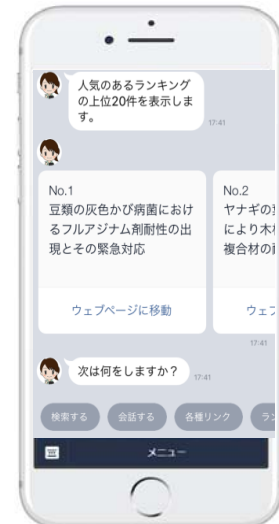 人気のあるランキング
の上位20件を表示しま
す。
17:41
No.1
豆類の灰色かび病菌におけ
るフルアジナム剤耐性の出
現とその緊急対応
ウェブページに移動
No.2
ヤナギの
により木
複合材の
ウェブ
17:41
次は何をしますか？
17:41
検索する
会話する
各種リンク
ラン
メニュー